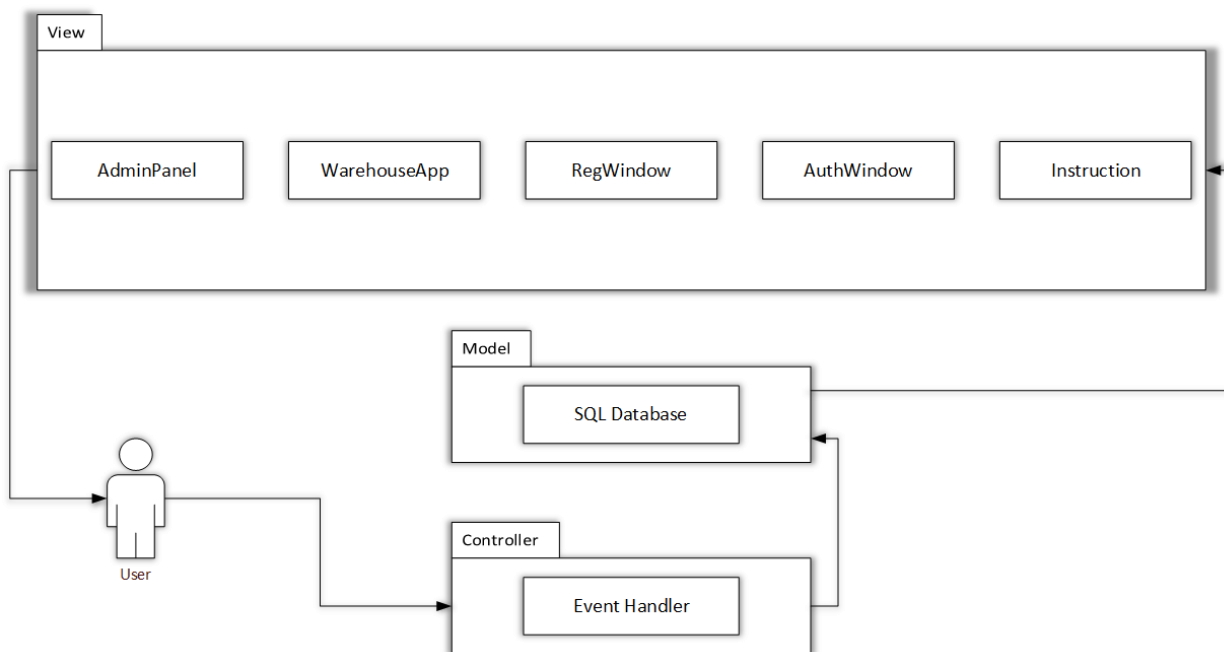 View
AdminPanel
WarehouseApp
RegWindow
AuthWindow
Instruction
Model
SQL Database
User
Controller
Event Handler